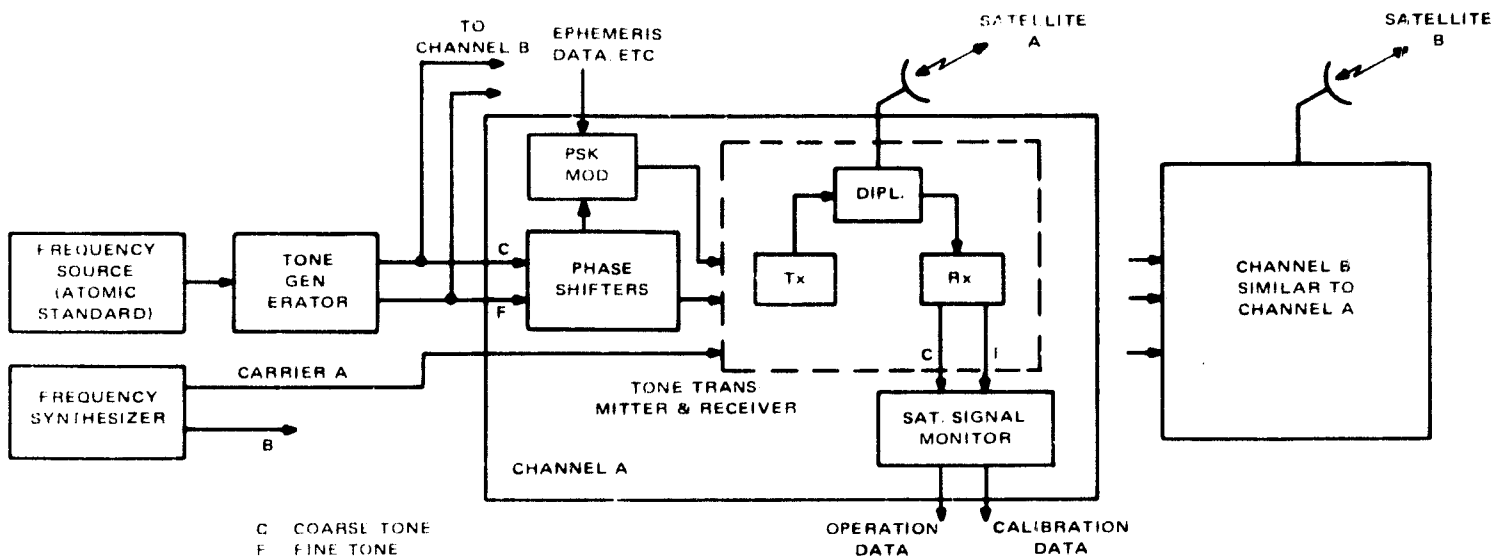 TO
CHANNEL B
EPHEMERIS
DATA, ETC
SATELLITE
A
SATELLITE
B
PSK
MOD
DIPL.
FREQUENCY
SOURCE
(ATOMIC
STANDARD)
TONE
GEN
ERATOR
C
F
PHASE
SHIFTERS
Tx
Rx
CHANNEL B
SIMILAR TO
CHANNEL A
C
FREQUENCY
SYNTHESIZER
CARRIER A
B
TONE TRANS
MITTER & RECEIVER
SAT. SIGNAL
MONITOR
CHANNEL A
OPERATION
DATA
CALIBRATION
DATA
C COARSE TONE
F FINE TONE